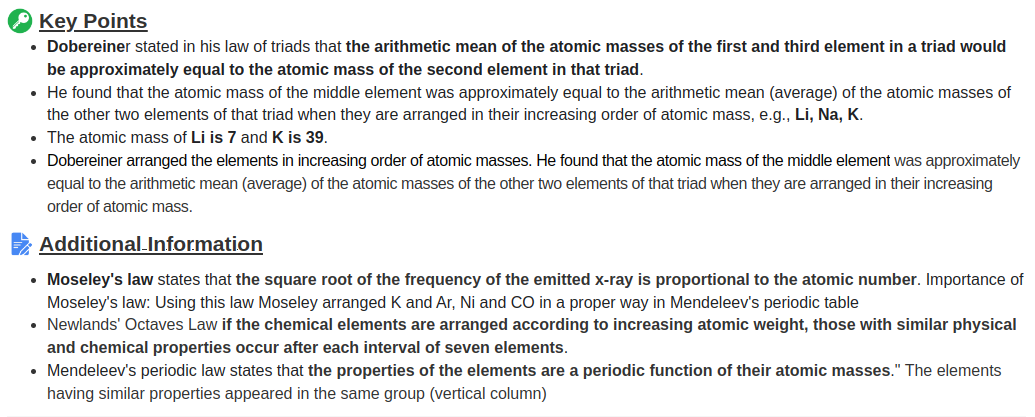 Key Points
• Dobereiner stated in his law of triads that the arithmetic mean of the atomic masses of the first and third element in a triad would
be approximately equal to the atomic mass of the second element in that triad.
• He found that the atomic mass of the middle element was approximately equal to the arithmetic mean (average) of the atomic masses of
the other two elements of that triad when they are arranged in their increasing order of atomic mass, e.g., Li, Na, K.
• The atomic mass of Li is 7 and K is 39.
• Dobereiner arranged the elements in increasing order of atomic masses. He found that the atomic mass of the middle element was approximately
equal to the arithmetic mean (average) of the atomic masses of the other two elements of that triad when they are arranged in their increasing
order of atomic mass.
Additional Information
• Moseley's law states that the square root of the frequency of the emitted x-ray is proportional to the atomic number. Importance of
Moseley's law: Using this law Moseley arranged K and Ar, Ni and CO in a proper way in Mendeleev's periodic table
• Newlands' Octaves Law if the chemical elements are arranged according to increasing atomic weight, those with similar physical
and chemical properties occur after each interval of seven elements.
• Mendeleev's periodic law states that the properties of the elements are a periodic function of their atomic masses." The elements
having similar properties appeared in the same group (vertical column)